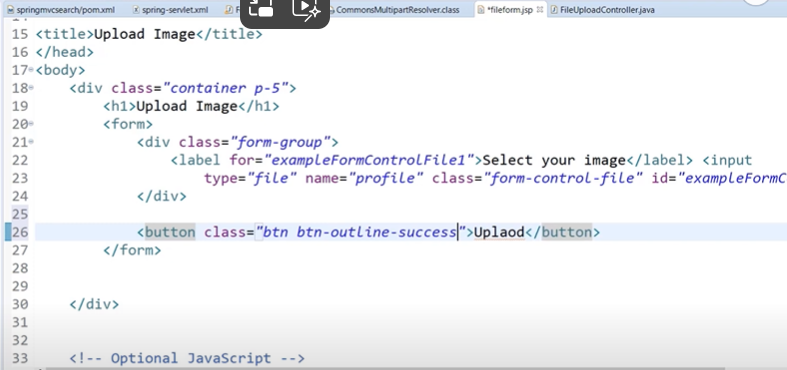 springmvcsearch/pom.xml spring-servlet.xml CommonsMultipartResolver.class *fileform.jsp FileUploadController.java
15 <title>Upload Image</title>
16 </head>
17 <body>
18 <div class="container p-5">
19 <h1>Upload Image</h1>
20 <form>
21 <div class="form-group">
22 <label for="exampleFormControlFile1">Select your image</label> <input
23 type="file" name="profile" class="form-control-file" id="exampleFormC
24 </div>
25
26 <button class="btn btn-outline-success">Uplaod</button>
27 </form>
28
29
30 </div>
31
32
33 <!-- Optional JavaScript -->